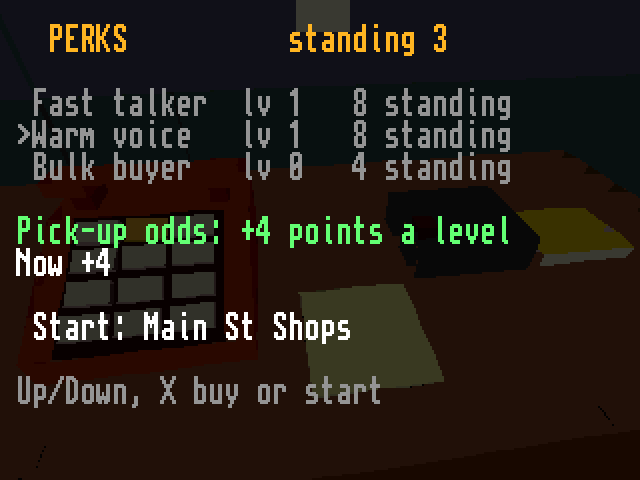 PERKS standing 3
Fast talker lv 1 8 standing
>Warm voice lv 1 8 standing
Bulk buyer lv 0 4 standing
Pick-up odds: +4 points a level
Now +4
Start: Main St Shops
Up/Down, X buy or start